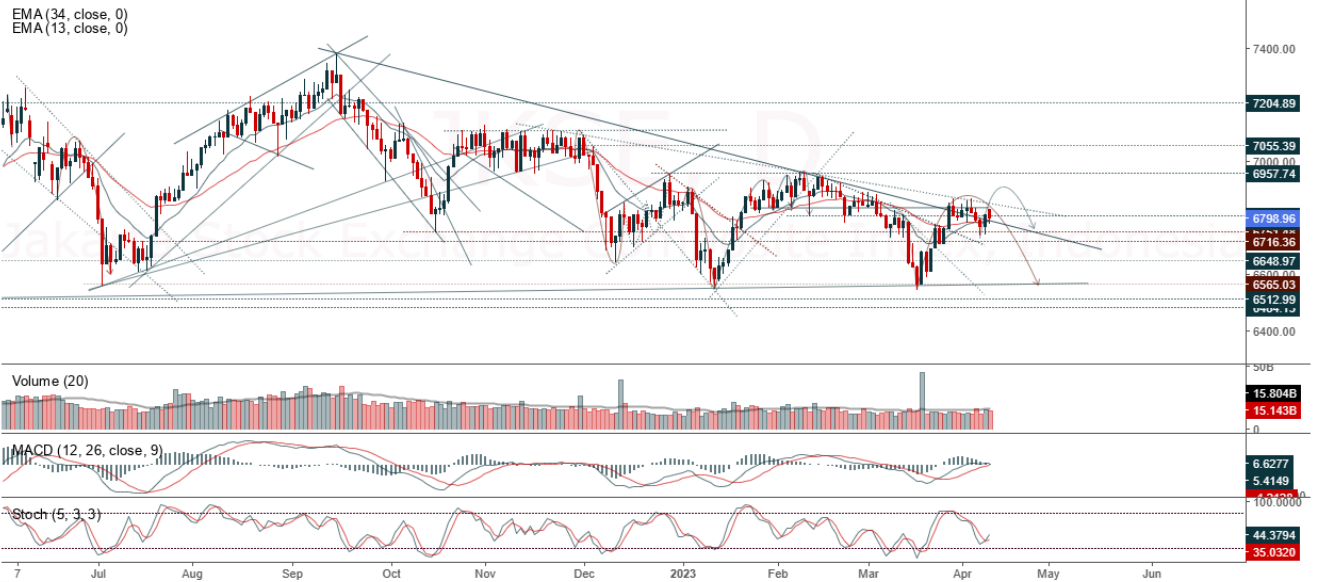 EMA (34, close, 0)
EMA (13, close, 0)
JKSE, D
7400.00
7204.89
7055.39
7000.00
6957.74
6798.96
6716.36
6648.97
6600.00
6565.03
6512.99
6400.00
Volume (20)
50B
15.804B
15.143B
0
MACD (12, 26, close, 9)
6.6277
5.4149
Stoch (5, 3, 3)
100.0000
44.3794
35.0320
7 Jul Aug Sep Oct Nov Dec 2023 Feb Mar Apr May Jun